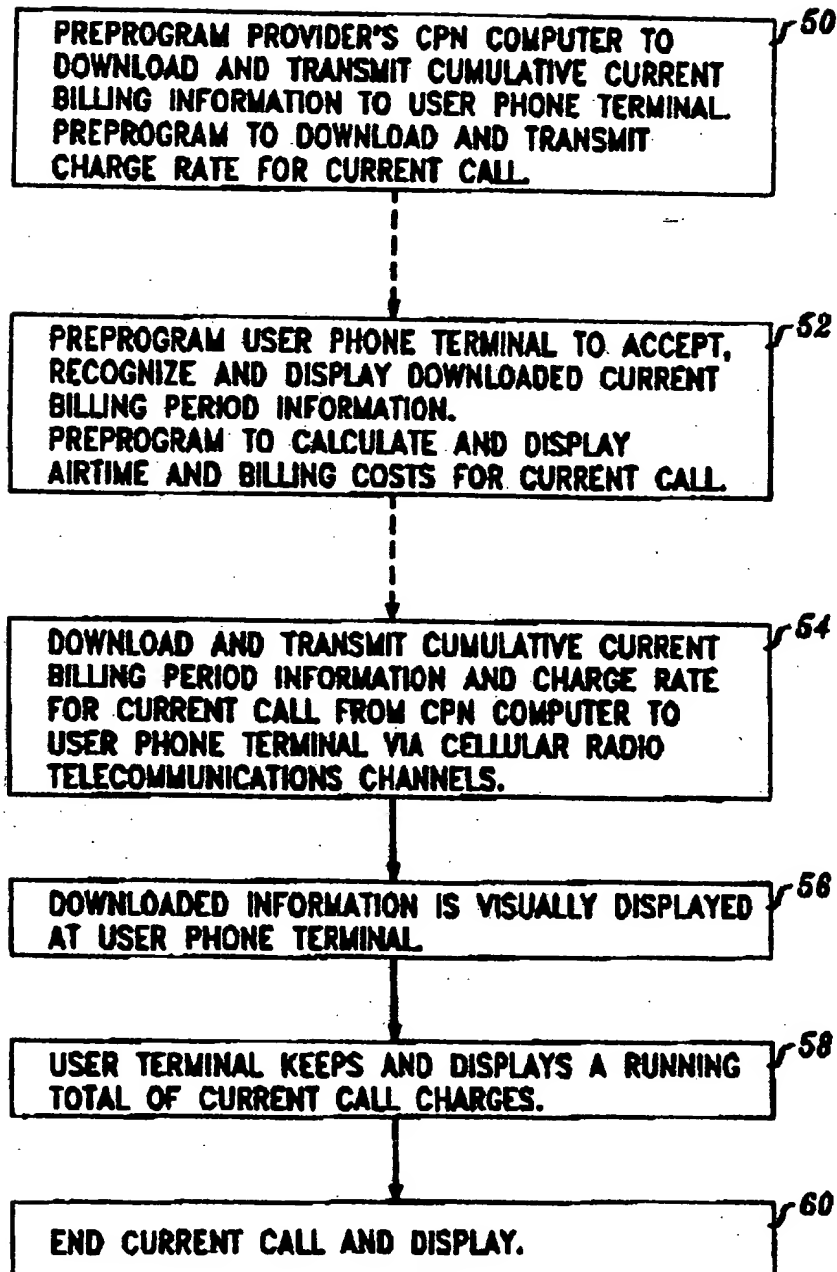 50
PREPROGRAM PROVIDER'S CPN COMPUTER TO
DOWNLOAD AND TRANSMIT CUMULATIVE CURRENT
BILLING INFORMATION TO USER PHONE TERMINAL.
PREPROGRAM TO DOWNLOAD AND TRANSMIT
CHARGE RATE FOR CURRENT CALL.
52
PREPROGRAM USER PHONE TERMINAL TO ACCEPT,
RECOGNIZE AND DISPLAY DOWNLOADED CURRENT
BILLING PERIOD INFORMATION.
PREPROGRAM TO CALCULATE AND DISPLAY
AIRTIME AND BILLING COSTS FOR CURRENT CALL.
54
DOWNLOAD AND TRANSMIT CUMULATIVE CURRENT
BILLING PERIOD INFORMATION AND CHARGE RATE
FOR CURRENT CALL FROM CPN COMPUTER TO
USER PHONE TERMINAL VIA CELLULAR RADIO
TELECOMMUNICATIONS CHANNELS.
56
DOWNLOADED INFORMATION IS VISUALLY DISPLAYED
AT USER PHONE TERMINAL.
58
USER TERMINAL KEEPS AND DISPLAYS A RUNNING
TOTAL OF CURRENT CALL CHARGES.
60
END CURRENT CALL AND DISPLAY.